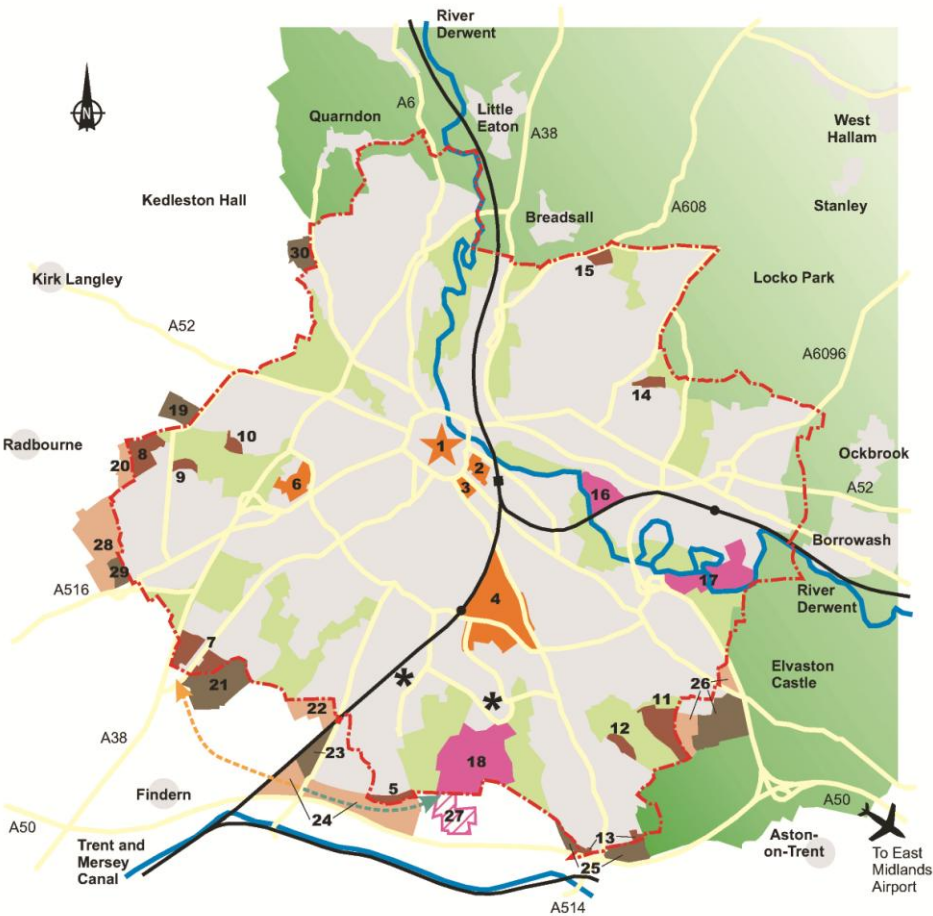 River
Derwent
A6
Little
Eaton
Quarndon
A38
West
Hallam
N
Kedleston Hall
Breadsall
A608
Stanley
30
15
Locko Park
Kirk Langley
A52
A6096
14
19
10
1
Radbourne
8
20
9
6
2
3
Ockbrook
16
A52
28
Borrowash
29
17
A516
4
River
Derwent
7
Elvaston
Castle
21
26
*
*
11
22
12
A38
23
18
5
Findern
24
27
A50
A50
13
Aston-
on-Trent
Trent and
Mersey
Canal
25
To East
Midlands
Airport
A514